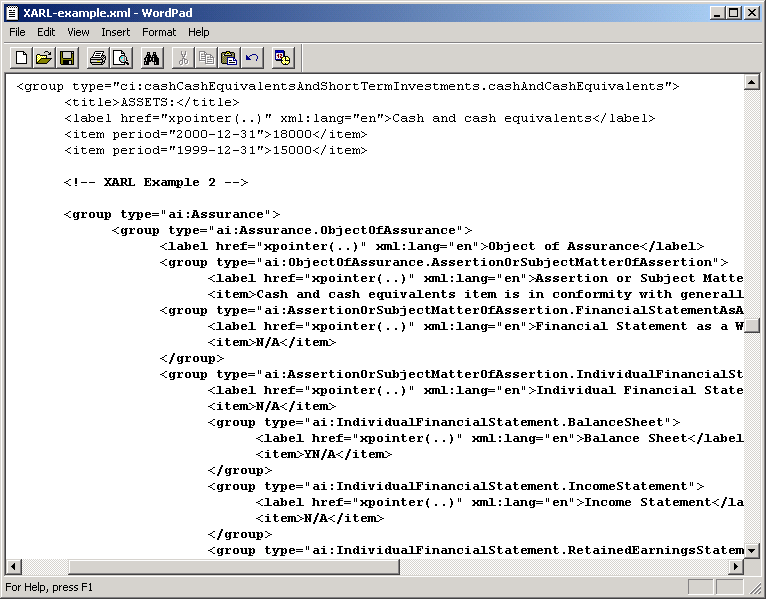 XARL-example.xml - WordPad
File Edit View Insert Format Help
<group type="ci:cashCashEquivalentsAndShortTermInvestments.cashAndCashEquivalents">
<title>ASSETS:</title>
<label href="xpointer(..)" xml:lang="en">Cash and cash equivalents</label>
<item period="2000-12-31">18000</item>
<item period="1999-12-31">15000</item>
<!-- XARL Example 2 -->
<group type="ai:Assurance">
<group type="ai:Assurance.ObjectOfAssurance">
<label href="xpointer(..)" xml:lang="en">Object of Assurance</label>
<group type="ai:ObjectOfAssurance.AssertionOrSubjectMatterOfAssertion">
<label href="xpointer(..)" xml:lang="en">Assertion or Subject Matte
<item>Cash and cash equivalents item is in conformity with generall
<group type="ai:AssertionOrSubjectMatterOfAssertion.FinancialStatementAsA
<label href="xpointer(..)" xml:lang="en">Financial Statement as a W
<item>N/A</item>
</group>
<group type="ai:AssertionOrSubjectMatterOfAssertion.IndividualFinancialSt
<label href="xpointer(..)" xml:lang="en">Individual Financial State
<item>N/A</item>
<group type="ai:IndividualFinancialStatement.BalanceSheet">
<label href="xpointer(..)" xml:lang="en">Balance Sheet</label
<item>YN/A</item>
</group>
<group type="ai:IndividualFinancialStatement.IncomeStatement">
<label href="xpointer(..)" xml:lang="en">Income Statement</la
<item>N/A</item>
</group>
<group type="ai:IndividualFinancialStatement.RetainedEarningsStatem
For Help, press F1